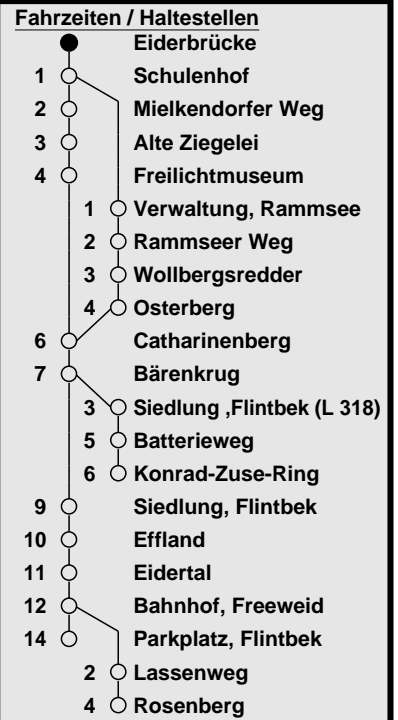 Fahrzeiten / Haltestellen
Eiderbrücke
1 Schulenhof
2 Mielkendorfer Weg
3 Alte Ziegelei
4 Freilichtmuseum
1 Verwaltung, Rammsee
2 Rammseer Weg
3 Wollbergsredder
4 Osterberg
6 Catharinenberg
7 Bärenkrug
3 Siedlung ,Flintbek (L 318)
5 Batterieweg
6 Konrad-Zuse-Ring
9 Siedlung, Flintbek
10 Effland
11 Eidertal
12 Bahnhof, Freeweid
14 Parkplatz, Flintbek
2 Lassenweg
4 Rosenberg